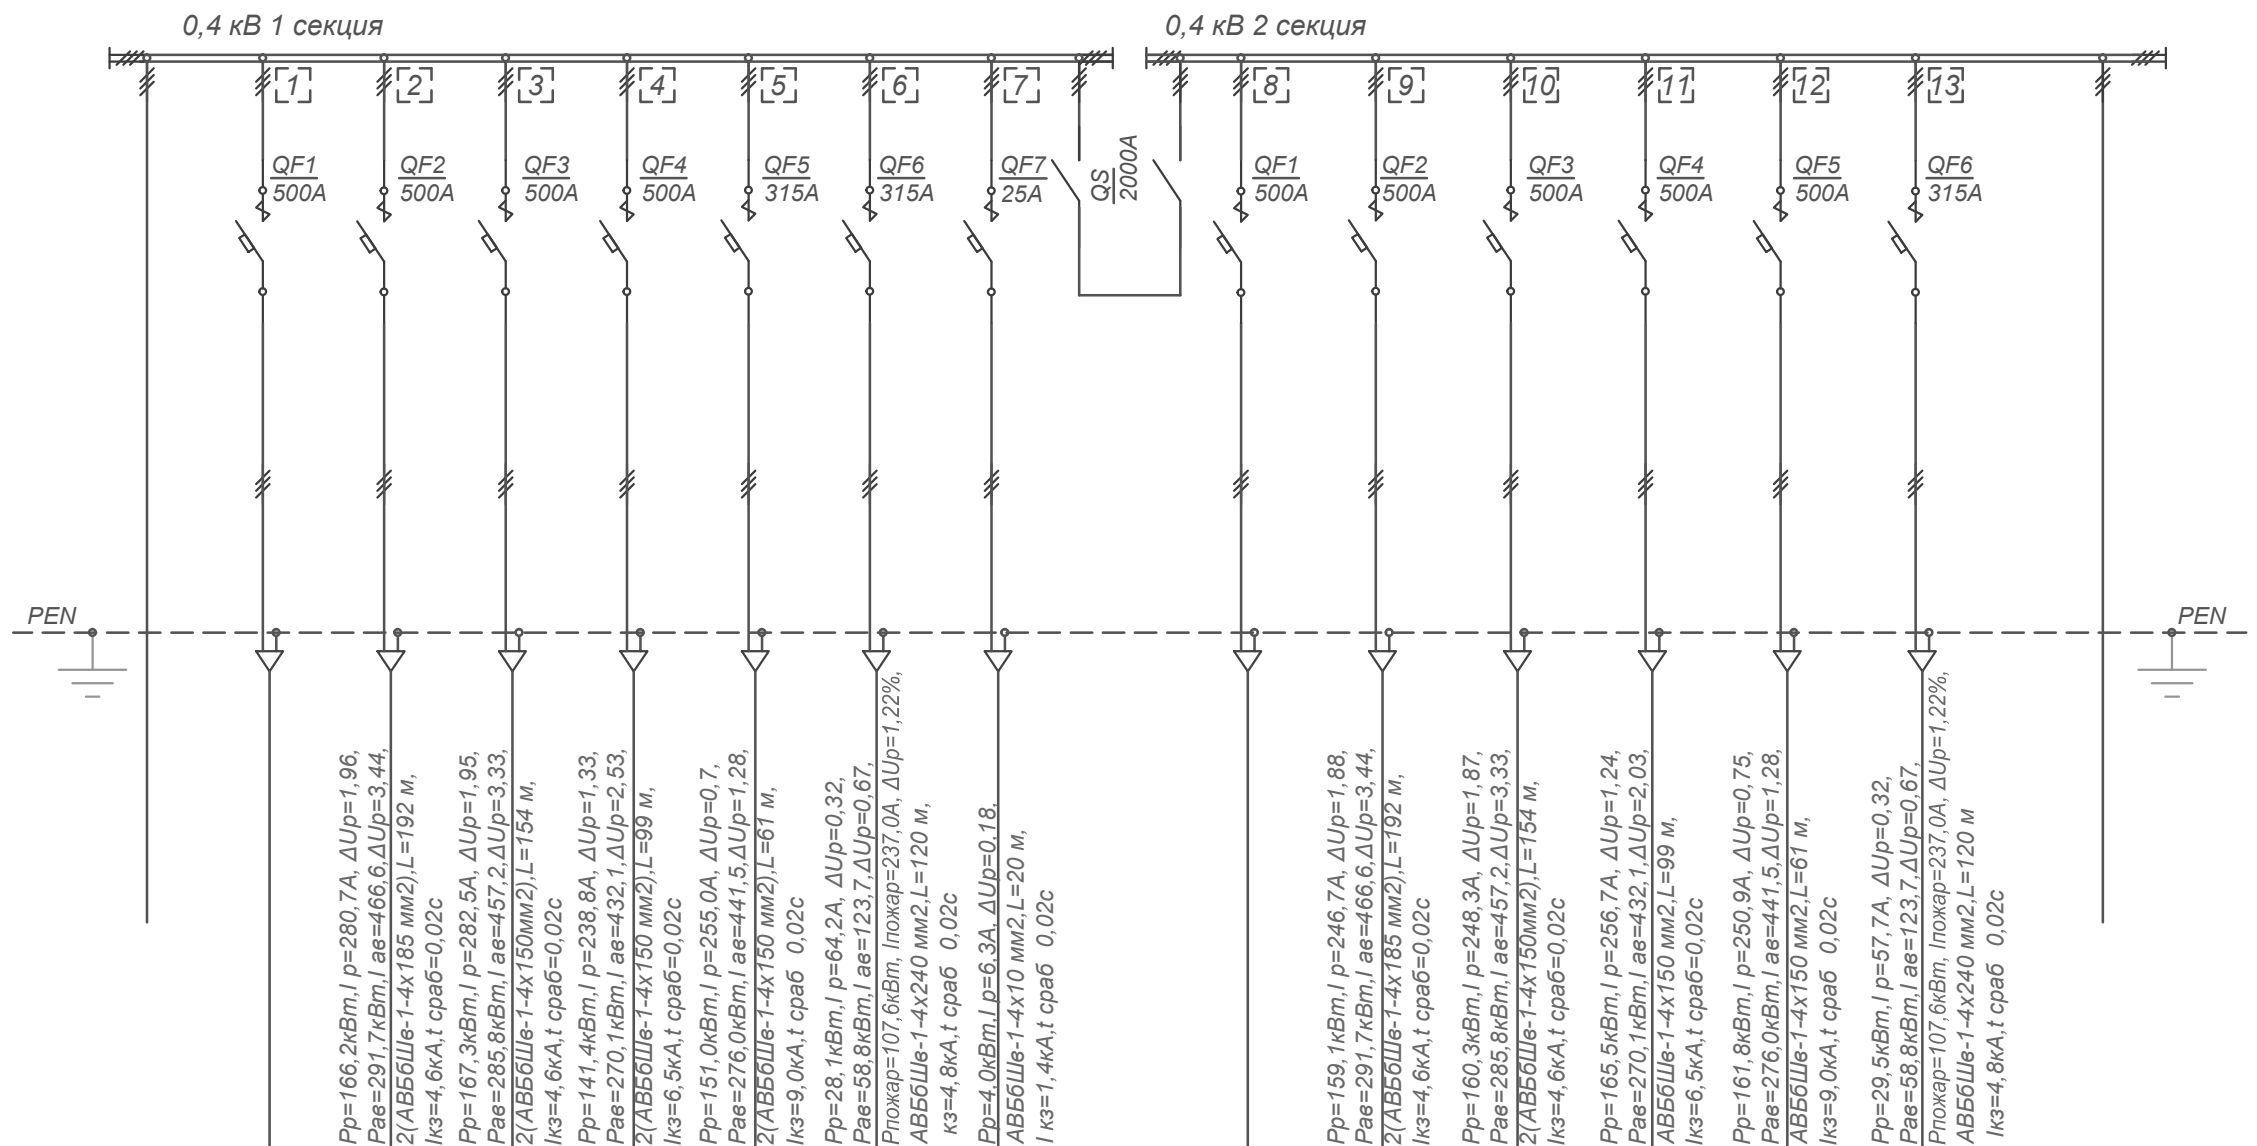 0,4 кВ 1 секция
0,4 кВ 2 секция
1
2
3
4
5
6
7
8
9
10
11
12
13
QF1
500А
QF2
500А
QF3
500А
QF4
500А
QF5
315А
QF6
315А
QF7
25А
QS
2000А
QF1
500А
QF2
500А
QF3
500А
QF4
500А
QF5
500А
QF6
315А
PEN
PEN
Рр=166,2кВт,I р=280,7А, ΔUр=1,96,
Рав=291,7кВт,I ав=466,6,ΔUр=3,44,
2(АВБбШв-1-4х185 мм2),L=192 м,
Iкз=4,6кА,t сраб=0,02с
Рр=167,3кВт,I р=282,5А, ΔUр=1,95,
Рав=285,8кВт,I ав=457,2,ΔUр=3,33,
2(АВБбШв-1-4х150мм2),L=154 м,
Iкз=4,6кА,t сраб=0,02с
Рр=141,4кВт,I р=238,8А, ΔUр=1,33,
Рав=270,1кВт,I ав=432,1,ΔUр=2,53,
2(АВБбШв-1-4х150 мм2),L=99 м,
Iкз=6,5кА,t сраб=0,02с
Рр=151,0кВт,I р=255,0А, ΔUр=0,7,
Рав=276,0кВт,I ав=441,5,ΔUр=1,28,
2(АВБбШв-1-4х150 мм2),L=61 м,
Iкз=9,0кА,t сраб 0,02с
Рр=28,1кВт,I р=64,2А, ΔUр=0,32,
Рав=58,8кВт,I ав=123,7,ΔUр=0,67,
Рпожар=107,6кВт, Iпожар=237,0А, ΔUр=1,22%,
АВБбШв-1-4х240 мм2,L=120 м,
кз=4,8кА,t сраб 0,02с
Рр=4,0кВт,I р=6,3А, ΔUр=0,18,
АВБбШв-1-4х10 мм2,L=20 м,
I кз=1,4кА,t сраб 0,02с
Рр=159,1кВт,I р=246,7А, ΔUр=1,88,
Рав=291,7кВт,I ав=466,6,ΔUр=3,44,
2(АВБбШв-1-4х185 мм2),L=192 м,
Iкз=4,6кА,t сраб=0,02с
Рр=160,3кВт,I р=248,3А, ΔUр=1,87,
Рав=285,8кВт,I ав=457,2,ΔUр=3,33,
2(АВБбШв-1-4х150мм2),L=154 м,
Iкз=4,6кА,t сраб=0,02с
Рр=165,5кВт,I р=256,7А, ΔUр=1,24,
Рав=270,1кВт,I ав=432,1,ΔUр=2,03,
АВБбШв-1-4х150 мм2,L=99 м,
Iкз=6,5кА,t сраб=0,02с
Рр=161,8кВт,I р=250,9А, ΔUр=0,75,
Рав=276,0кВт,I ав=441,5,ΔUр=1,28,
АВБбШв-1-4х150 мм2,L=61 м,
Iкз=9,0кА,t сраб 0,02с
Рр=29,5кВт,I р=57,7А, ΔUр=0,32,
Рав=58,8кВт,I ав=123,7,ΔUр=0,67,
Рпожар=107,6кВт, Iпожар=237,0А, ΔUр=1,22%,
АВБбШв-1-4х240 мм2,L=120 м
Iкз=4,8кА,t сраб 0,02с